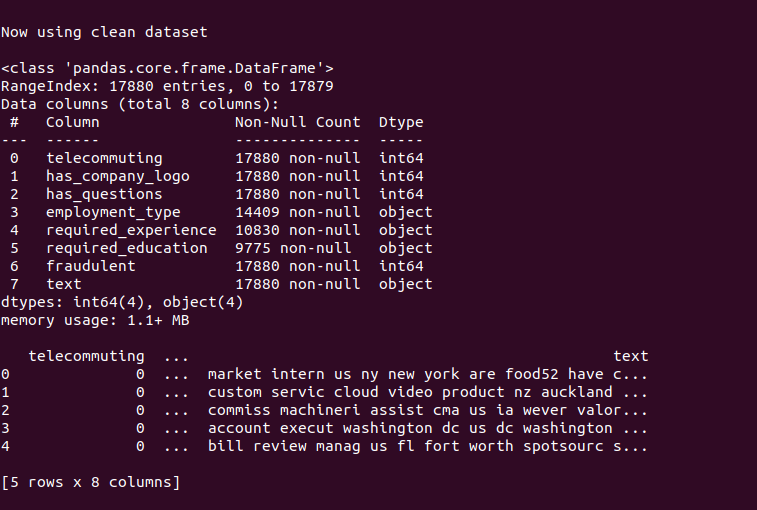 Now using clean dataset
<class 'pandas.core.frame.DataFrame'>
RangeIndex: 17880 entries, 0 to 17879
Data columns (total 8 columns):
 #   Column               Non-Null Count  Dtype
---  ------               --------------  -----
 0   telecommuting        17880 non-null  int64
 1   has_company_logo     17880 non-null  int64
 2   has_questions        17880 non-null  int64
 3   employment_type      14409 non-null  object
 4   required_experience  10830 non-null  object
 5   required_education   9775 non-null   object
 6   fraudulent           17880 non-null  int64
 7   text                 17880 non-null  object
dtypes: int64(4), object(4)
memory usage: 1.1+ MB
   telecommuting  ...                                               text
0              0  ...  market intern us ny new york are food52 have c...
1              0  ...  custom servic cloud video product nz auckland ...
2              0  ...  commiss machineri assist cma us ia wever valor...
3              0  ...  account execut washington dc us dc washington ...
4              0  ...  bill review manag us fl fort worth spotsourc s...
[5 rows x 8 columns]